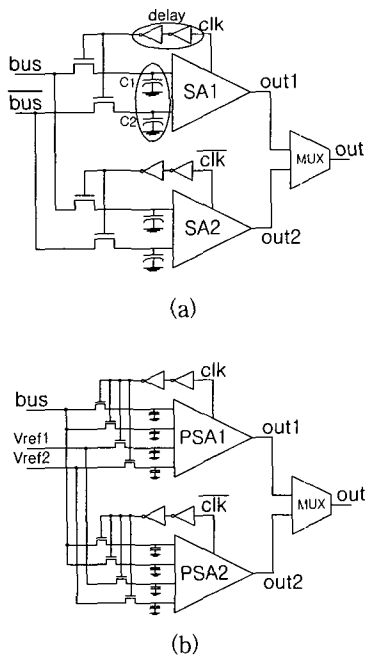 delay
clk
bus
C1
SA1
out1
bus
C2
MUX
out
clk
SA2
out2
(a)
clk
bus
Vref1
PSA1
out1
Vref2
MUX
out
clk
PSA2
out2
(b)